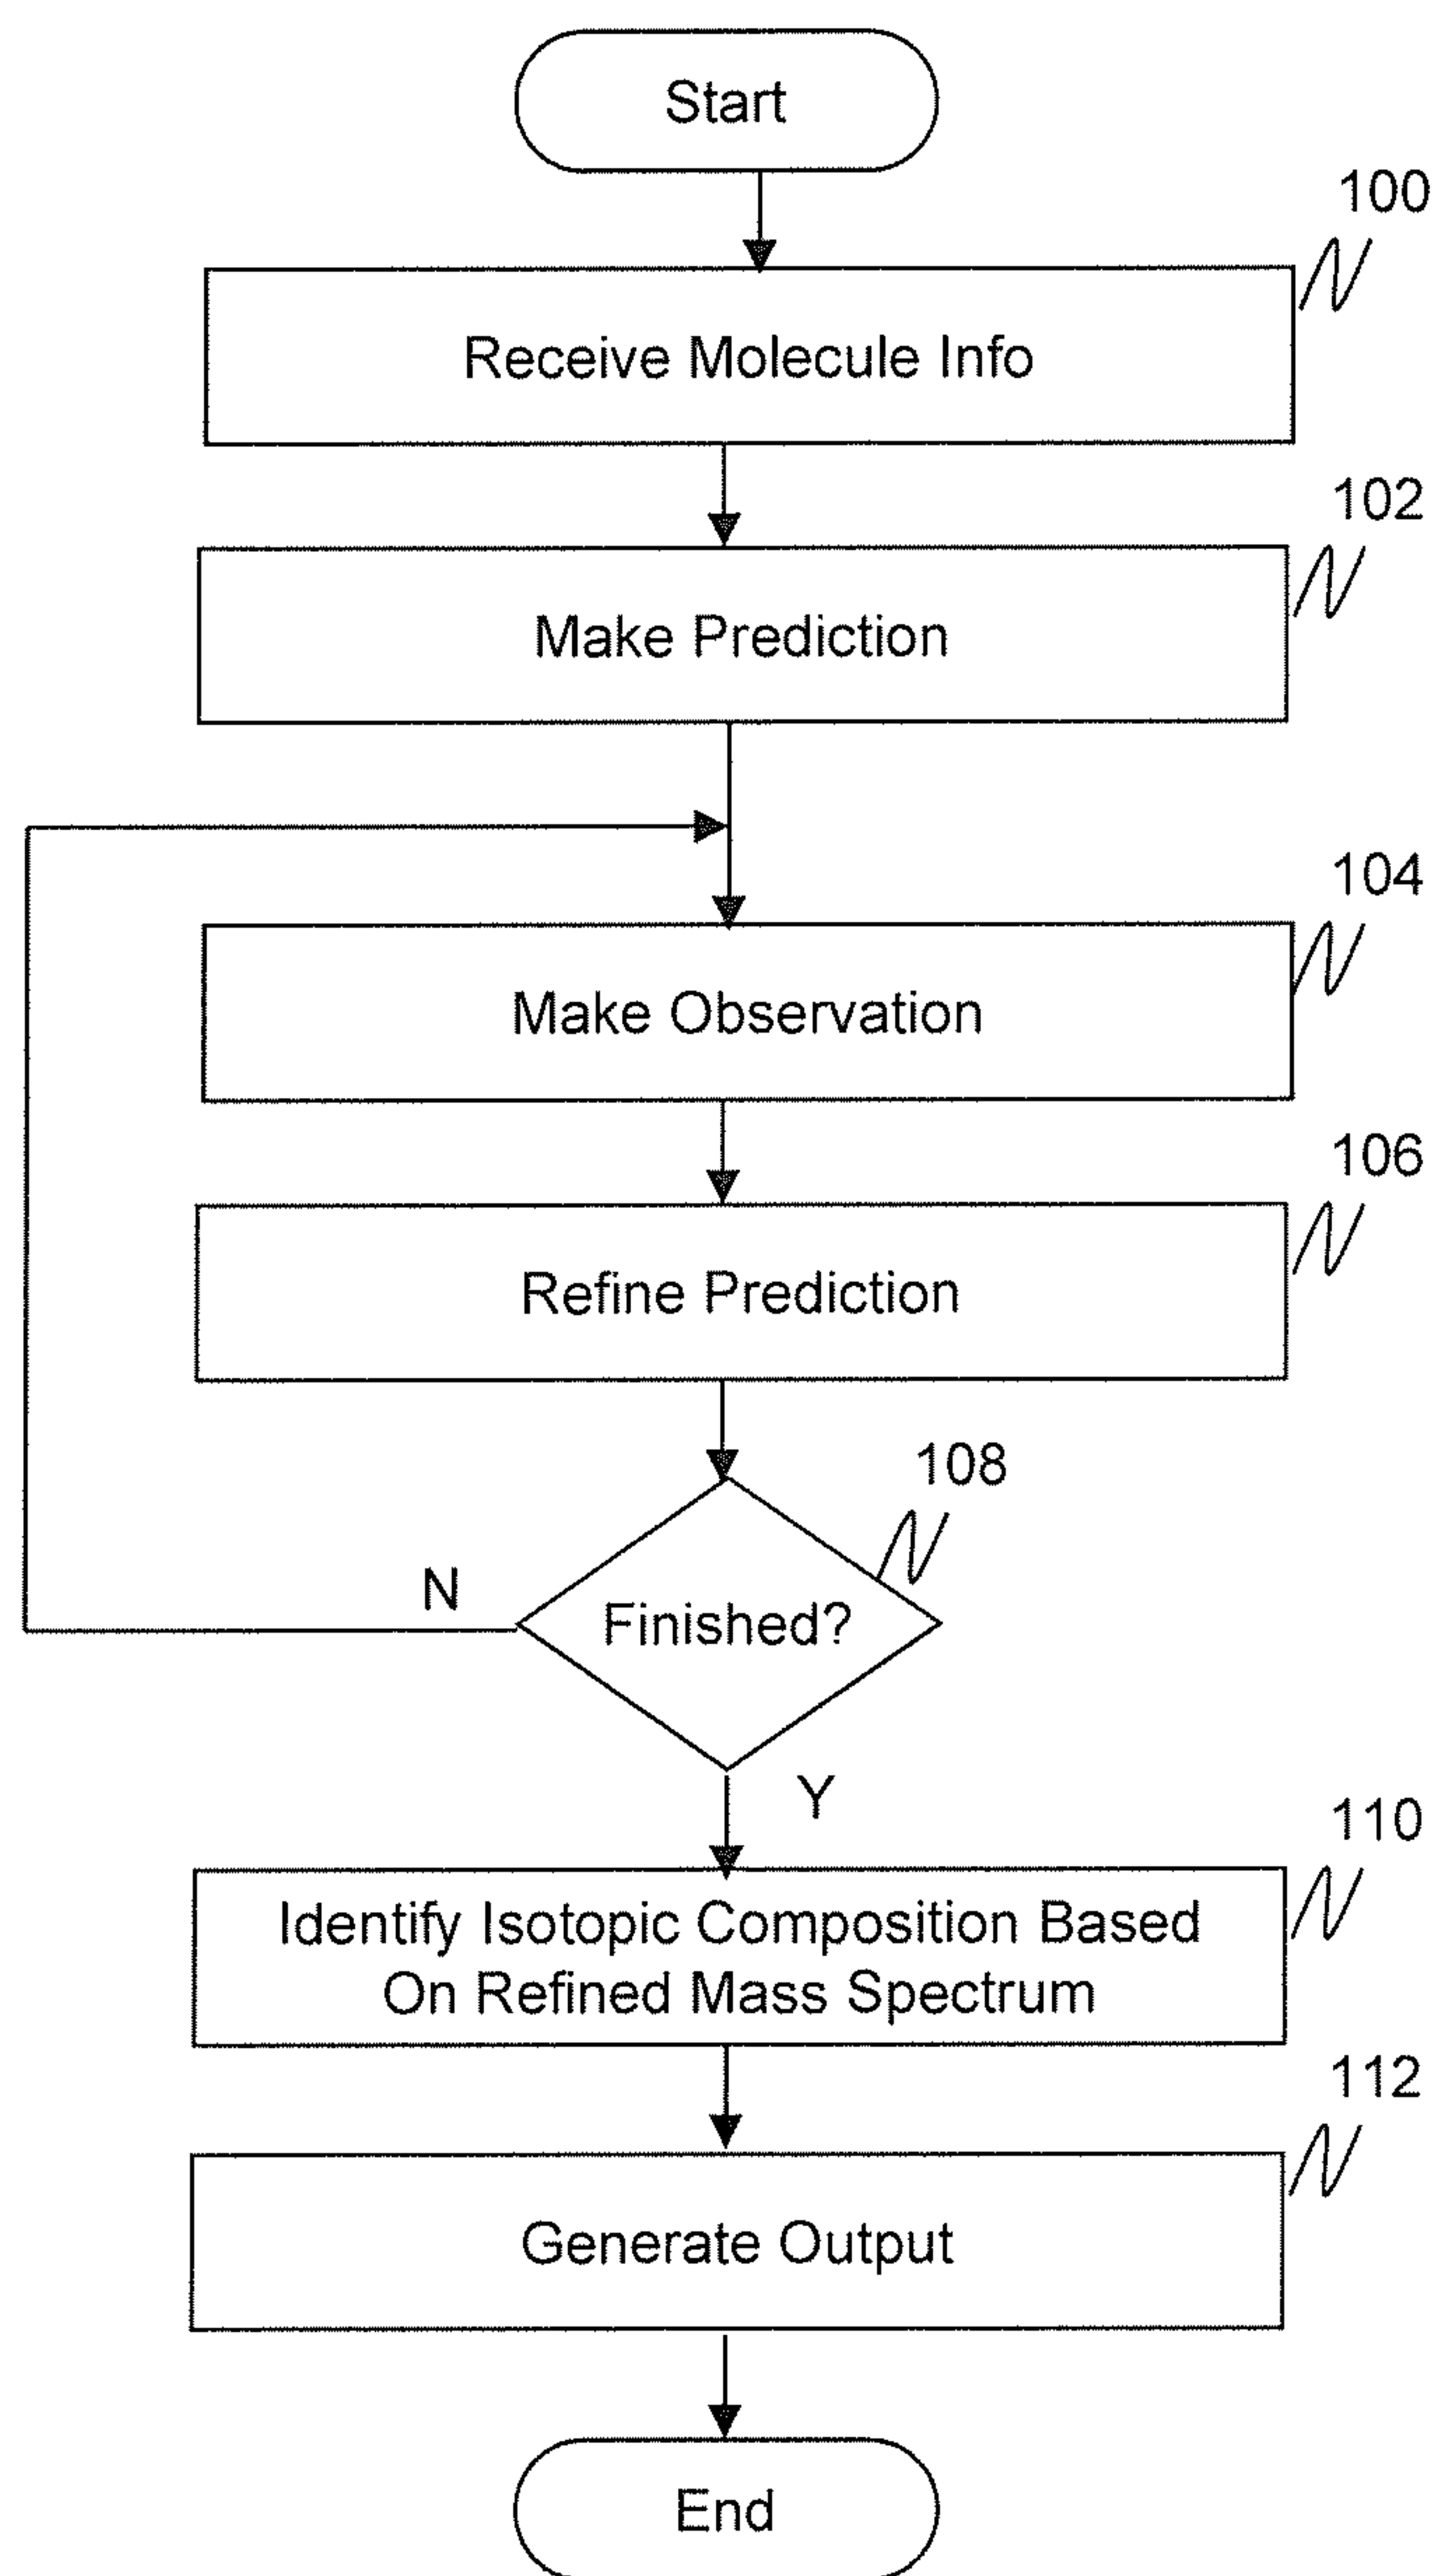 Start
100
Receive Molecule Info
102
Make Prediction
104
Make Observation
106
Refine Prediction
108
Finished?
N
Y
110
Identify Isotopic Composition Based
On Refined Mass Spectrum
112
Generate Output
End